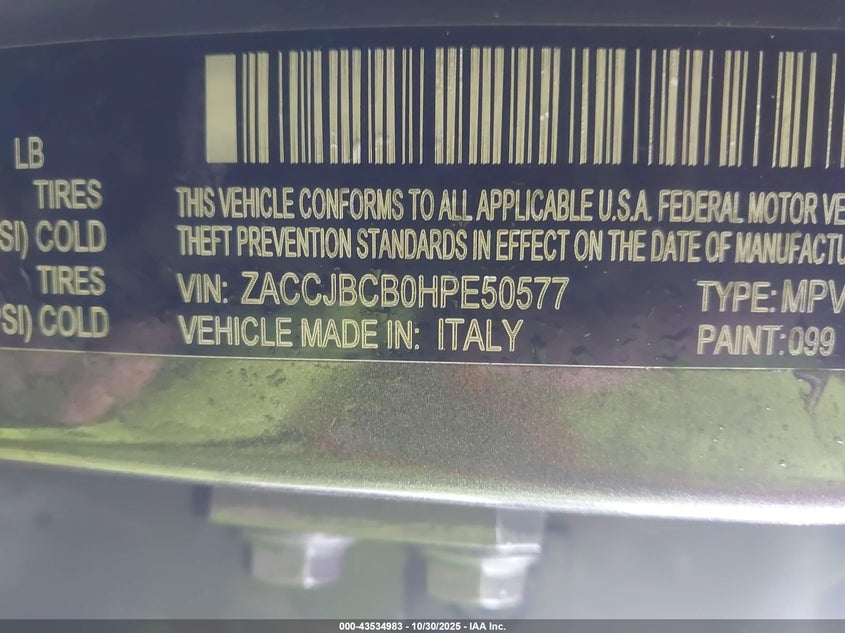 LB
TIRES
SI) COLD
TIRES
PSI) COLD
THIS VEHICLE CONFORMS TO ALL APPLICABLE U.S.A. FEDERAL MOTOR VE
THEFT PREVENTION STANDARDS IN EFFECT ON THE DATE OF MANUFACTU
VIN: ZACCJBCB0HPE50577 TYPE: MPV
VEHICLE MADE IN: ITALY PAINT: 099
000-43534983 - 10/30/2025 - IAA Inc.